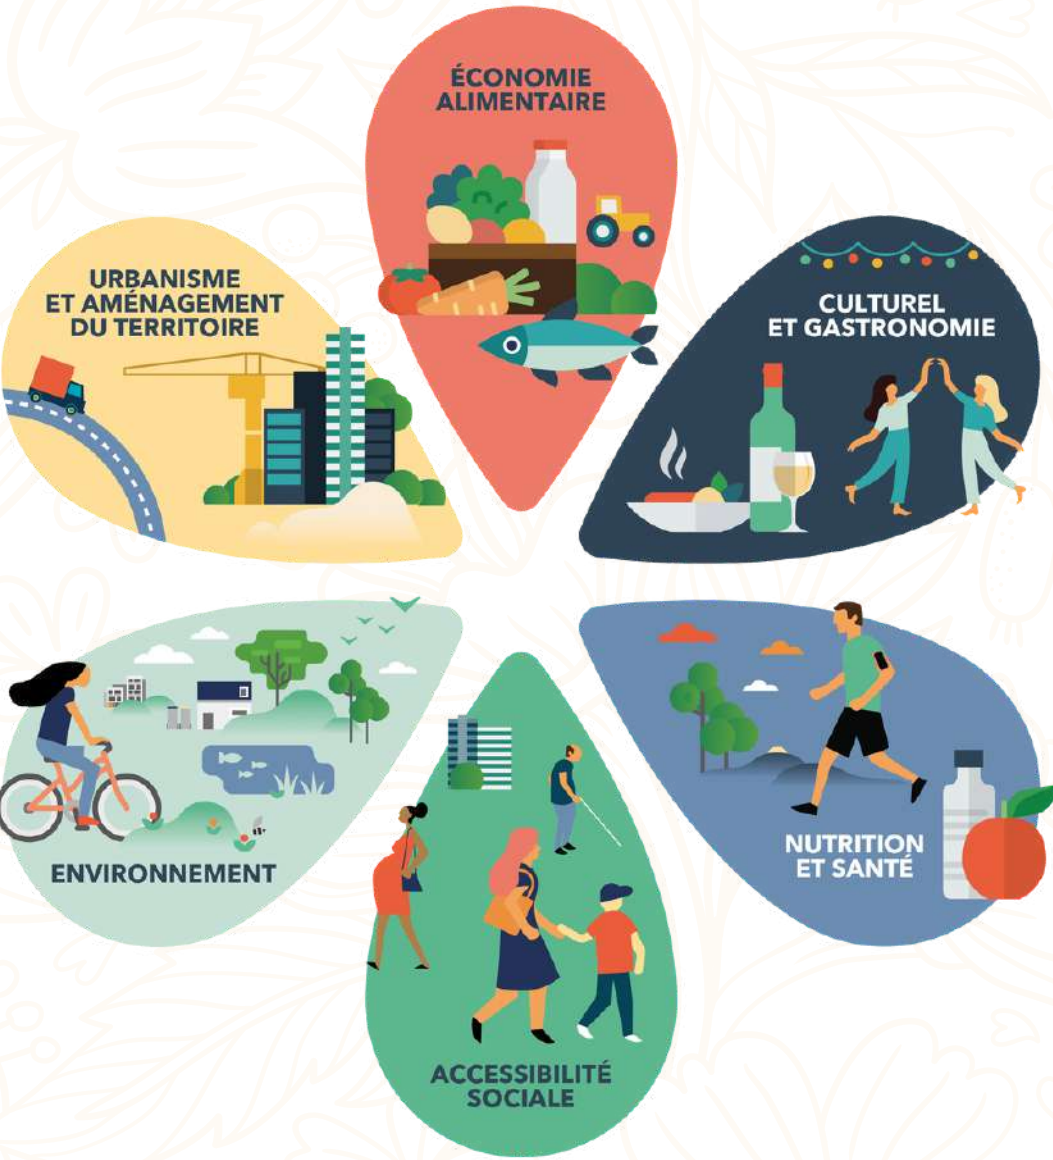 ÉCONOMIE
ALIMENTAIRE
URBANISME
ET AMÉNAGEMENT
DU TERRITOIRE
CULTUREL
ET GASTRONOMIE
ENVIRONNEMENT
NUTRITION
ET SANTÉ
ACCESSIBILITÉ
SOCIALE